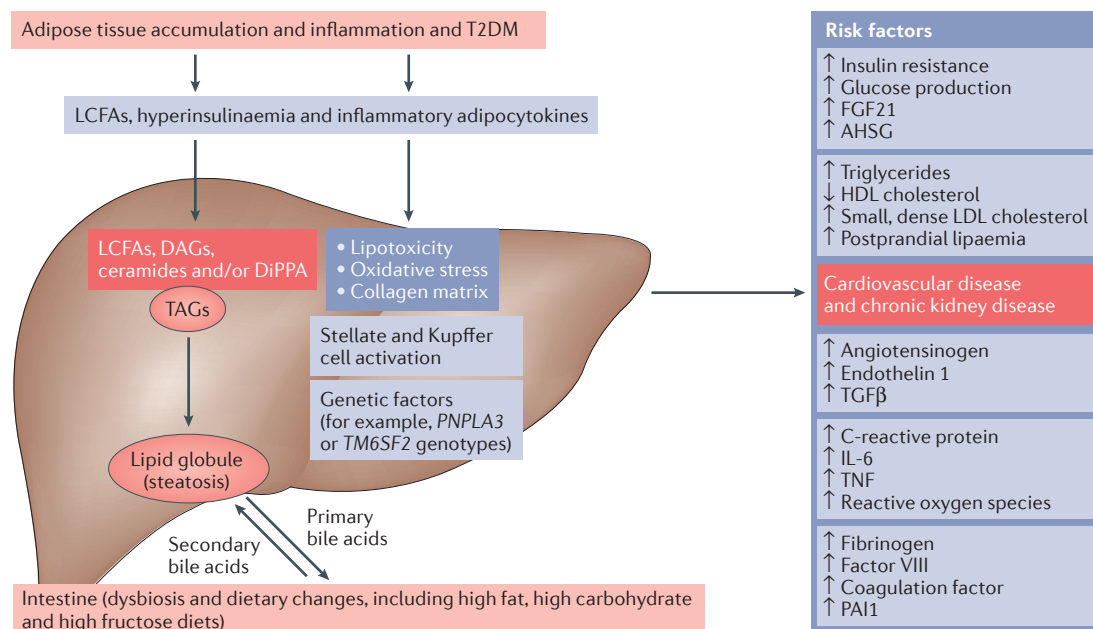 Adipose tissue accumulation and inflammation and T2DM
LCFAs, hyperinsulinaemia and inflammatory adipocytokines
LCFAs, DAGs,
ceramides and/or DiPPA
TAGs
Lipid globule
(steatosis)
• Lipotoxicity
• Oxidative stress
• Collagen matrix
Stellate and Kupffer
cell activation
Genetic factors
(for example, PNPLA3
or TM6SF2 genotypes)
Primary
bile acids
Secondary
bile acids
Intestine (dysbiosis and dietary changes, including high fat, high carbohydrate
and high fructose diets)
Risk factors
↑ Insulin resistance
↑ Glucose production
↑ FGF21
↑ AHSG
↑ Triglycerides
↓ HDL cholesterol
↑ Small, dense LDL cholesterol
↑ Postprandial lipaemia
Cardiovascular disease
and chronic kidney disease
↑ Angiotensinogen
↑ Endothelin 1
↑ TGFβ
↑ C-reactive protein
↑ IL-6
↑ TNF
↑ Reactive oxygen species
↑ Fibrinogen
↑ Factor VIII
↑ Coagulation factor
↑ PAI1